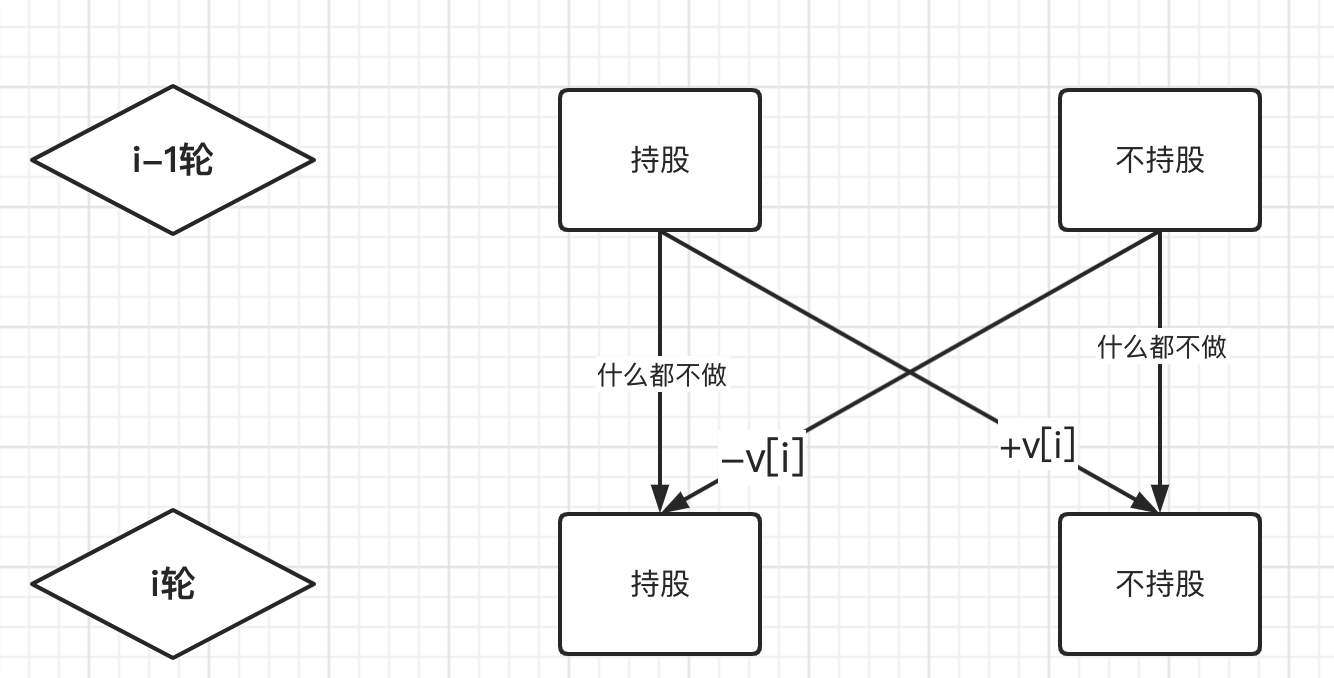 i-1轮
持股
不持股
什么都不做
什么都不做
-v[i]
+v[i]
i轮
持股
不持股